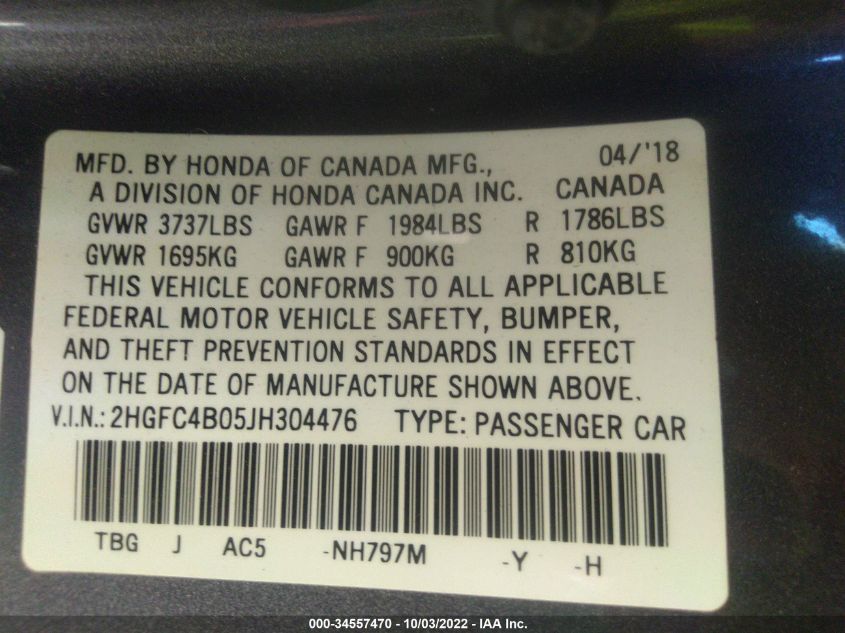 MFD. BY HONDA OF CANADA MFG., 04/'18
A DIVISION OF HONDA CANADA INC. CANADA
GVWR 3737LBS GAWR F 1984LBS R 1786LBS
GVWR 1695KG GAWR F 900KG R 810KG
THIS VEHICLE CONFORMS TO ALL APPLICABLE
FEDERAL MOTOR VEHICLE SAFETY, BUMPER,
AND THEFT PREVENTION STANDARDS IN EFFECT
ON THE DATE OF MANUFACTURE SHOWN ABOVE.
V.I.N.: 2HGFC4B05JH304476 TYPE: PASSENGER CAR
TBG J AC5 -NH797M -Y -H
000-34557470 - 10/03/2022 - IAA Inc.